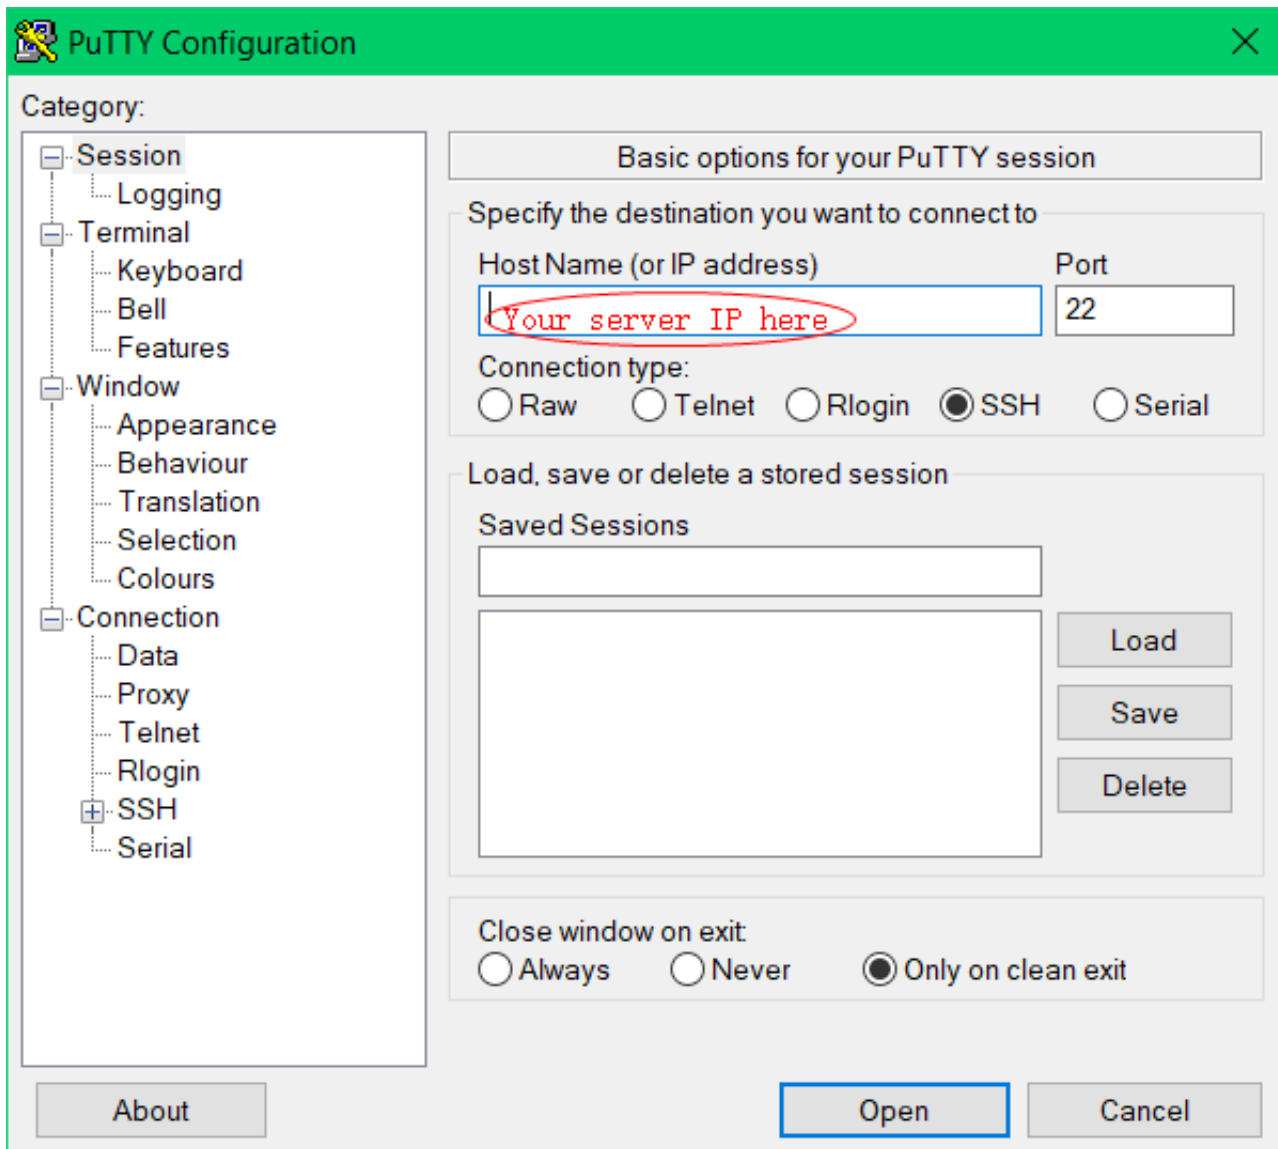 PuTTY Configuration
Category:
Session
Logging
Terminal
Keyboard
Bell
Features
Window
Appearance
Behaviour
Translation
Selection
Colours
Connection
Data
Proxy
Telnet
Rlogin
SSH
Serial
Basic options for your PuTTY session
Specify the destination you want to connect to
Host Name (or IP address) Port
Your server IP here 22
Connection type:
Raw Telnet Rlogin SSH Serial
Load, save or delete a stored session
Saved Sessions
Load
Save
Delete
Close window on exit:
Always Never Only on clean exit
About Open Cancel